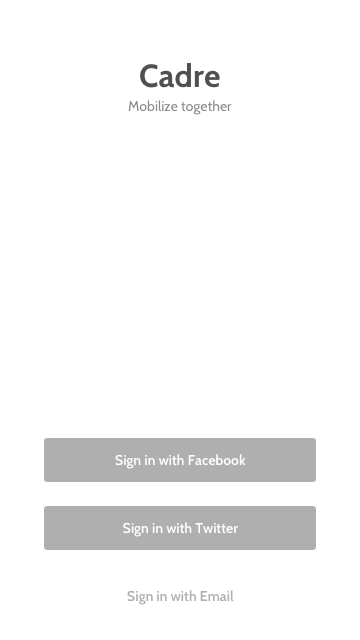 Cadre
Mobilize together
Sign in with Facebook
Sign in with Twitter
Sign in with Email